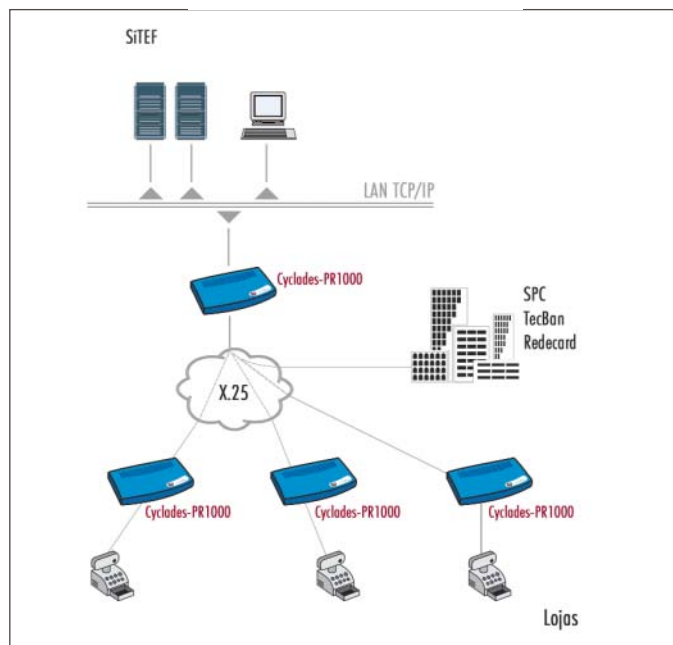 SiTEF
LAN TCP/IP
Cyclades-PR1000
SPC
TecBan
Redecard
X.25
Cyclades-PR1000
Cyclades-PR1000
Cyclades-PR1000
Lojas